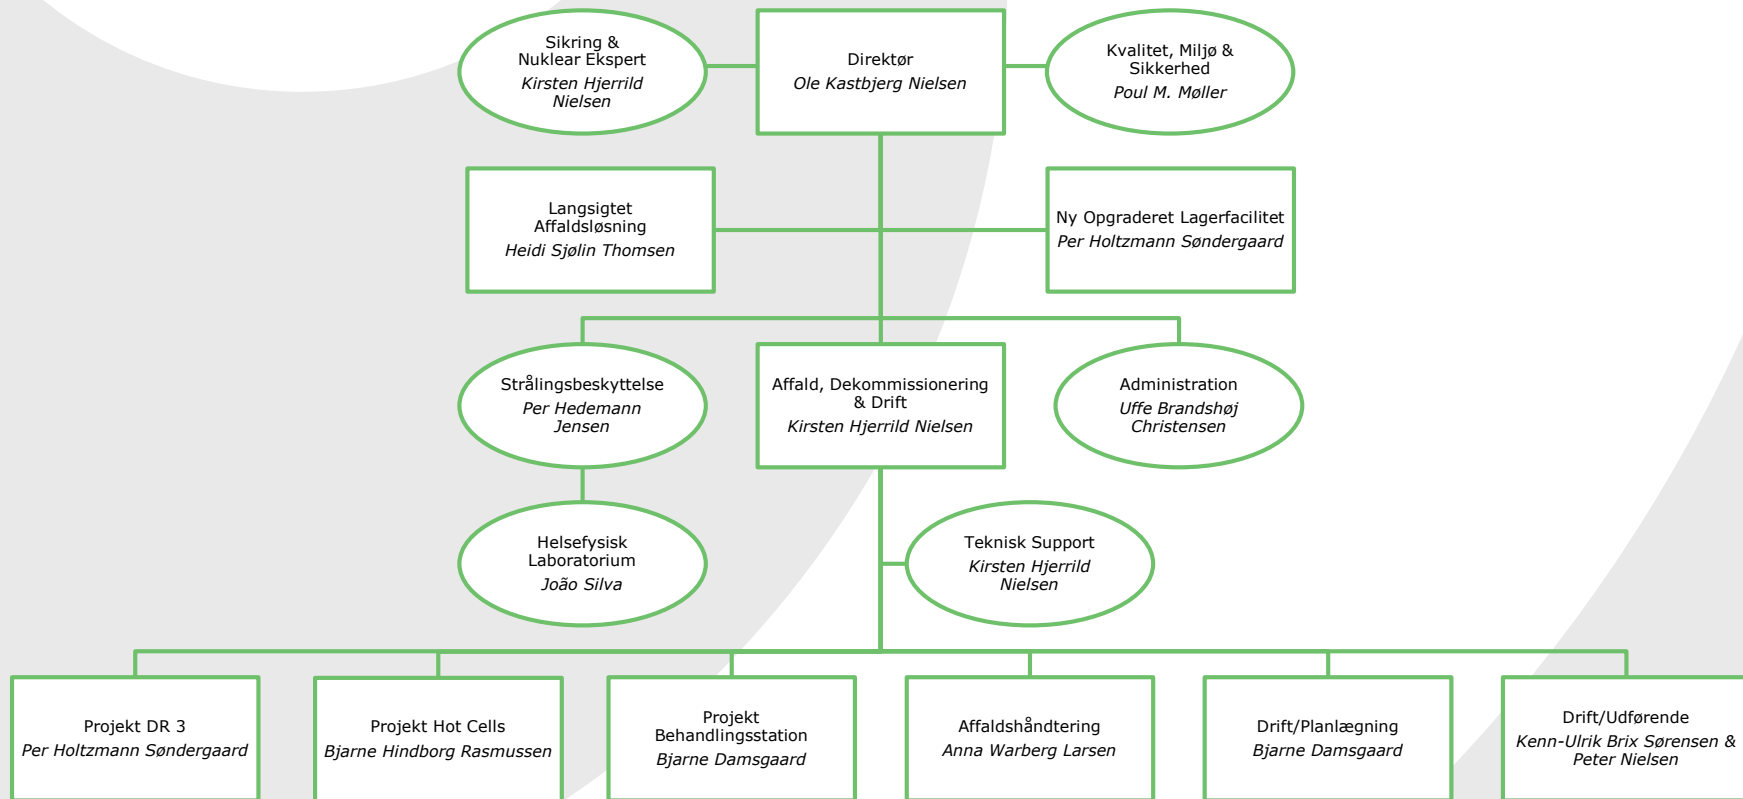 Sikring &
Nuklear Ekspert
Kirsten Hjerrild
Nielsen
Direktør
Ole Kastbjerg Nielsen
Kvalitet, Miljø &
Sikkerhed
Poul M. Møller
Langsigtet
Affaldsløsning
Heidi Sjølin Thomsen
Ny Opgraderet Lagerfacilitet
Per Holtzmann Søndergaard
Strålingsbeskyttelse
Per Hedemann
Jensen
Affald, Dekommissionering
& Drift
Kirsten Hjerrild Nielsen
Administration
Uffe Brandshøj
Christensen
Helsefysisk
Laboratorium
João Silva
Teknisk Support
Kirsten Hjerrild
Nielsen
Projekt DR 3
Per Holtzmann Søndergaard
Projekt Hot Cells
Bjarne Hindborg Rasmussen
Projekt
Behandlingsstation
Bjarne Damsgaard
Affaldshåndtering
Anna Warberg Larsen
Drift/Planlægning
Bjarne Damsgaard
Drift/Udførende
Kenn-Ulrik Brix Sørensen &
Peter Nielsen